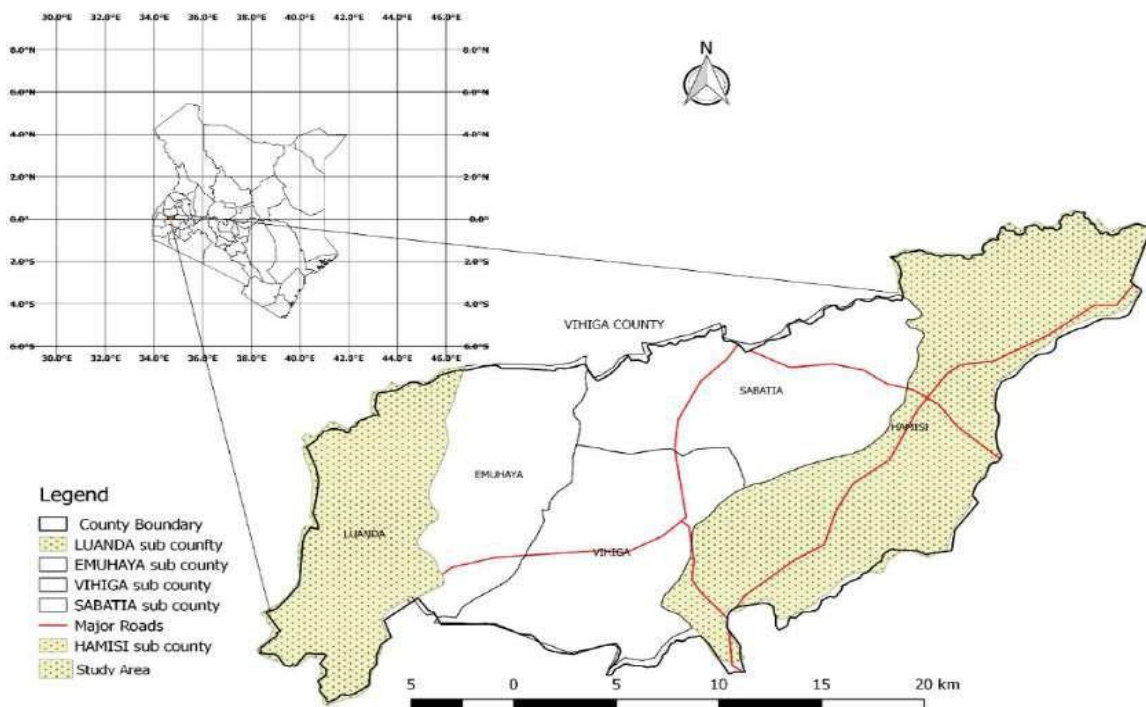 30.0°E 32.0°E 34.0°E 36.0°E 38.0°E 40.0°E 42.0°E 44.0°E 46.0°E
8.0°N 8.0°N
6.0°N 6.0°N
4.0°N 4.0°N
2.0°N 2.0°N
0.0° 0.0°
2.0°S 2.0°S
4.0°S 4.0°S
6.0°S 6.0°S
30.0°E 32.0°E 34.0°E 36.0°E 38.0°E 40.0°E 42.0°E 44.0°E 46.0°E
N
VIHIGA COUNTY
SABATIA
HAMISI
EMUHAYA
LUANDA
VIHIGA
Legend
County Boundary
LUANDA sub counfty
EMUHAYA sub county
VIHIGA sub county
SABATIA sub county
Major Roads
HAMISI sub county
Study Area
5 0 5 10 15 20 km